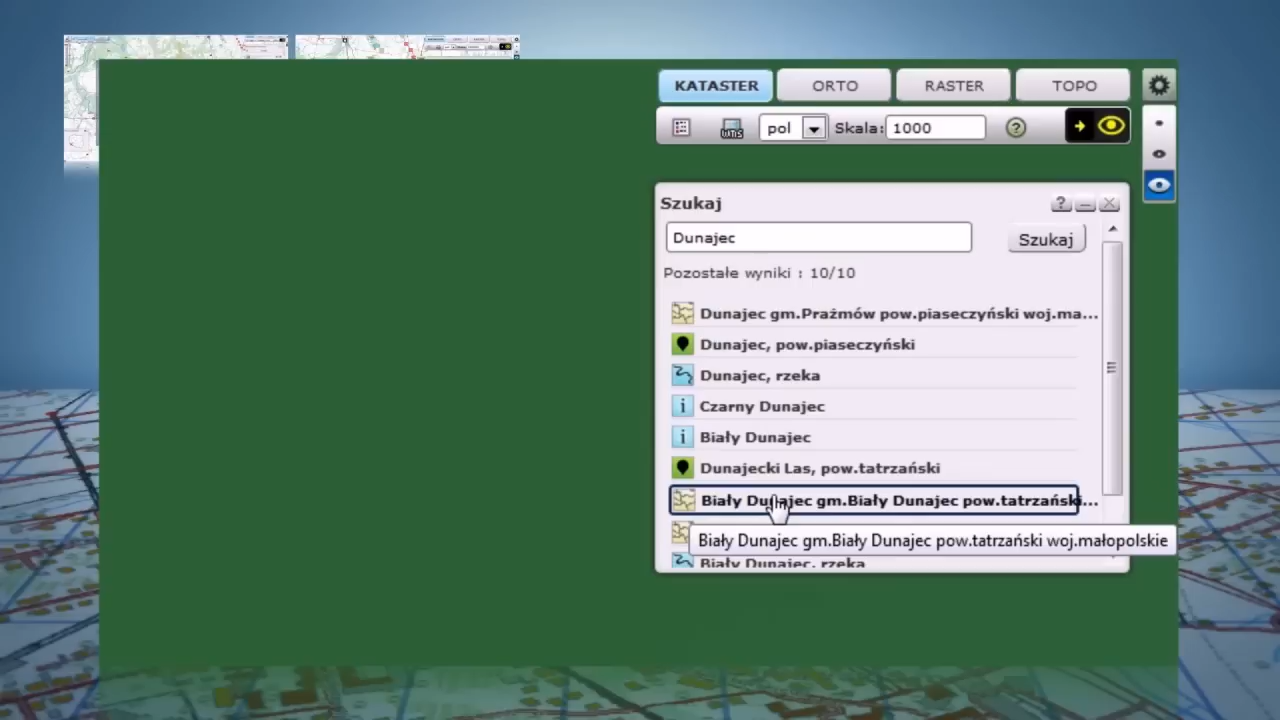 KATASTER ORTO RASTER TOPO
WMS pol Skala: 1000 ?
Szukaj ?
Dunajec Szukaj
Pozostałe wyniki : 10/10
Dunajec gm.Prażmów pow.piaseczyński woj.ma...
Dunajec, pow.piaseczyński
Dunajec, rzeka
i Czarny Dunajec
i Biały Dunajec
Dunajecki Las, pow.tatrzański
Biały Dunajec gm.Biały Dunajec pow.tatrzański...
Biały Dunajec gm.Biały Dunajec pow.tatrzański woj.małopolskie
Biały Dunajec, rzeka